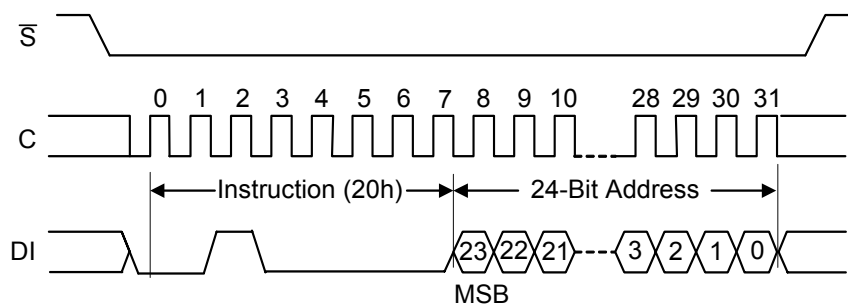 S̅
0 1 2 3 4 5 6 7 8 9 10 28 29 30 31
C
Instruction (20h) 24-Bit Address
DI 23 22 21 3 2 1 0
MSB